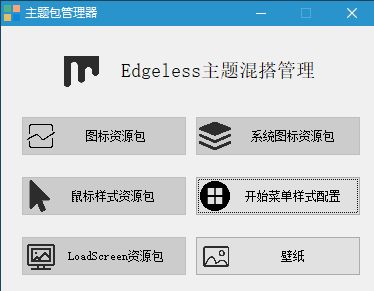 主题包管理器
Edgeless主题混搭管理
图标资源包
系统图标资源包
鼠标样式资源包
开始菜单样式配置
LoadScreen资源包
壁纸